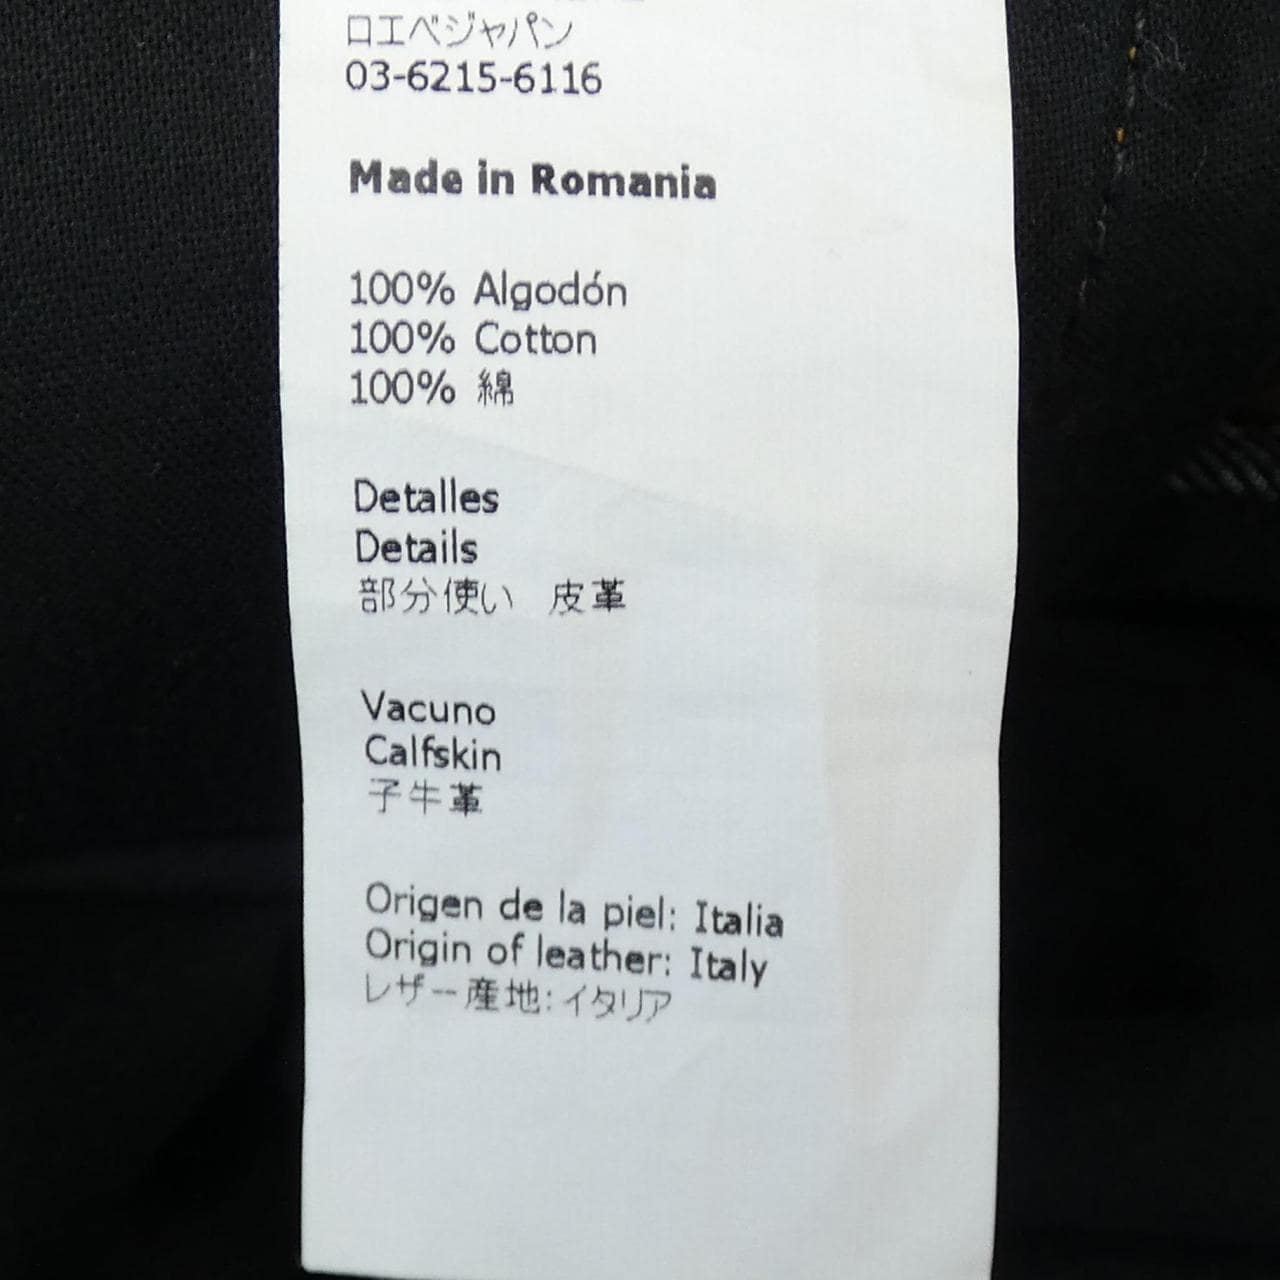 ロエベジャパン
03-6215-6116
Made in Romania
100% Algodón
100% Cotton
100% 綿
Detalles
Details
部分使い 皮革
Vacuno
Calfskin
子牛革
Origen de la piel: Italia
Origin of leather: Italy
レザー産地:イタリア